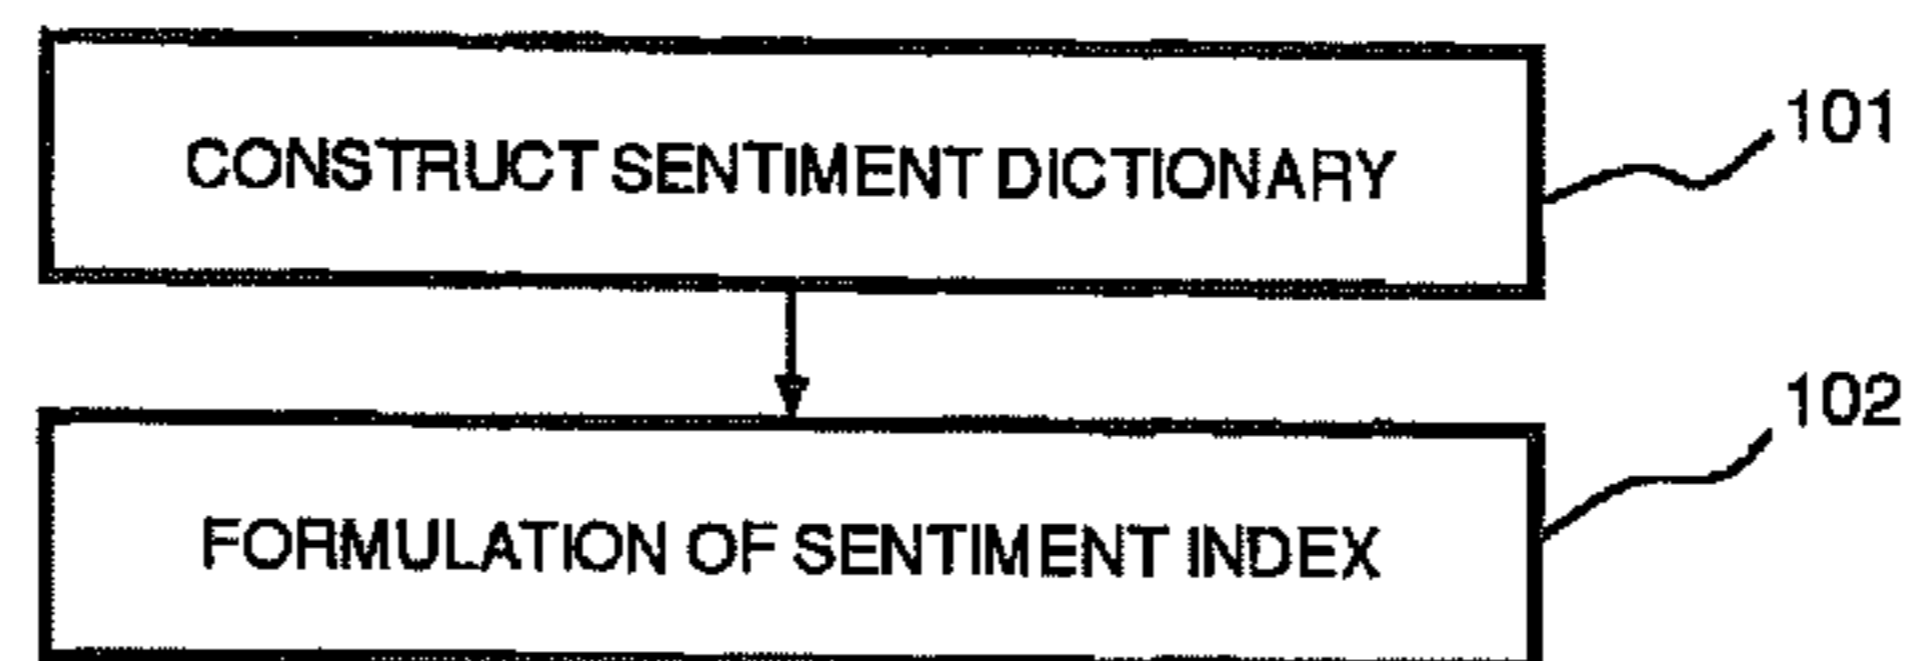 CONSTRUCT SENTIMENT DICTIONARY
101
FORMULATION OF SENTIMENT INDEX
102